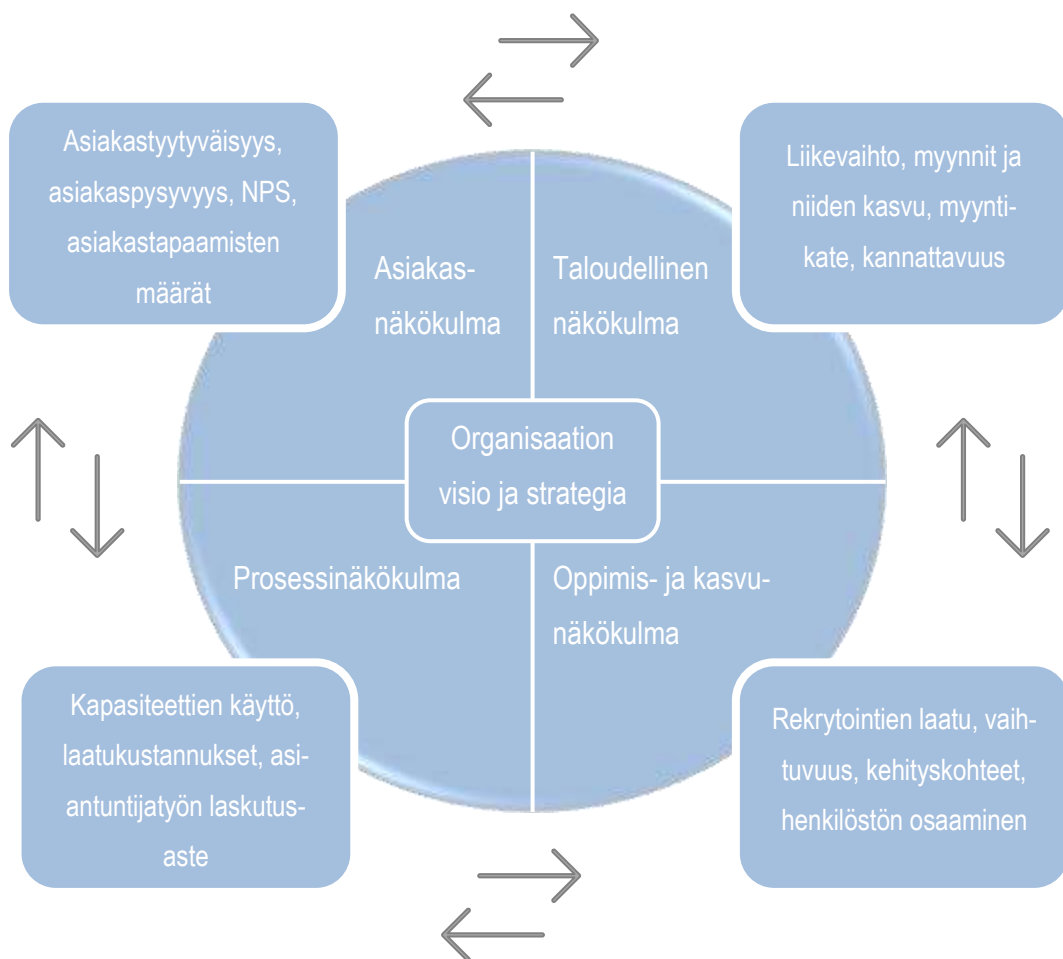 Asiakastyytyväisyys,
asiakaspysyvyys, NPS,
asiakastapaamisten
määrät
Liikevaihto, myynnit ja
niiden kasvu, myynti-
kate, kannattavuus
Asiakas-
näkökulma
Taloudellinen
näkökulma
Organisaation
visio ja strategia
Prosessinäkökulma
Oppimis- ja kasvu-
näkökulma
Kapasiteettien käyttö,
laatukustannukset, asi-
antuntijatyön laskutus-
aste
Rekrytointien laatu, vaih-
tuvuus, kehityskohteet,
henkilöstön osaaminen